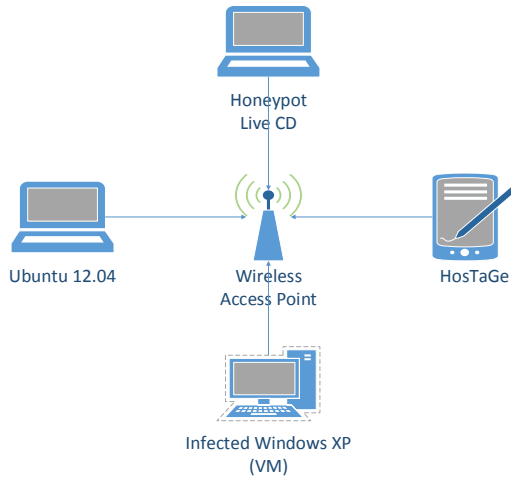 Honeypot
Live CD
Ubuntu 12.04
Wireless
Access Point
HosTaGe
Infected Windows XP
(VM)